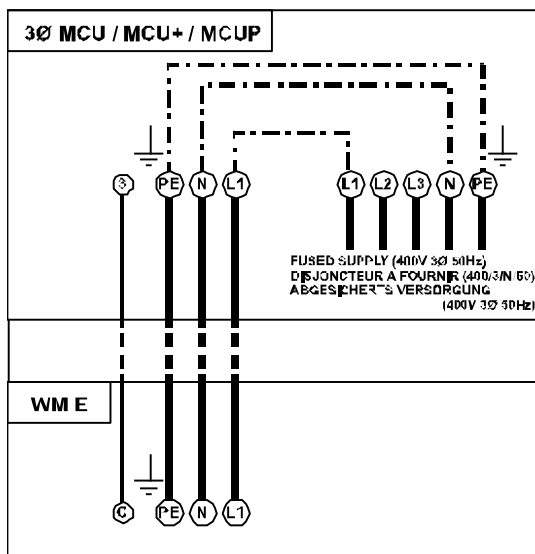 3Ø MCU / MCU+ / MCUP
3 PE N L1 L1 L2 L3 N PE
FUSED SUPPLY (400V 3Ø 50Hz)
DISJONCTEUR A FOURNIR (400/3/N/50)
ABGESICHERTS VERSORGUNG
(400V 3Ø 50Hz)
WM E
C PE N L1